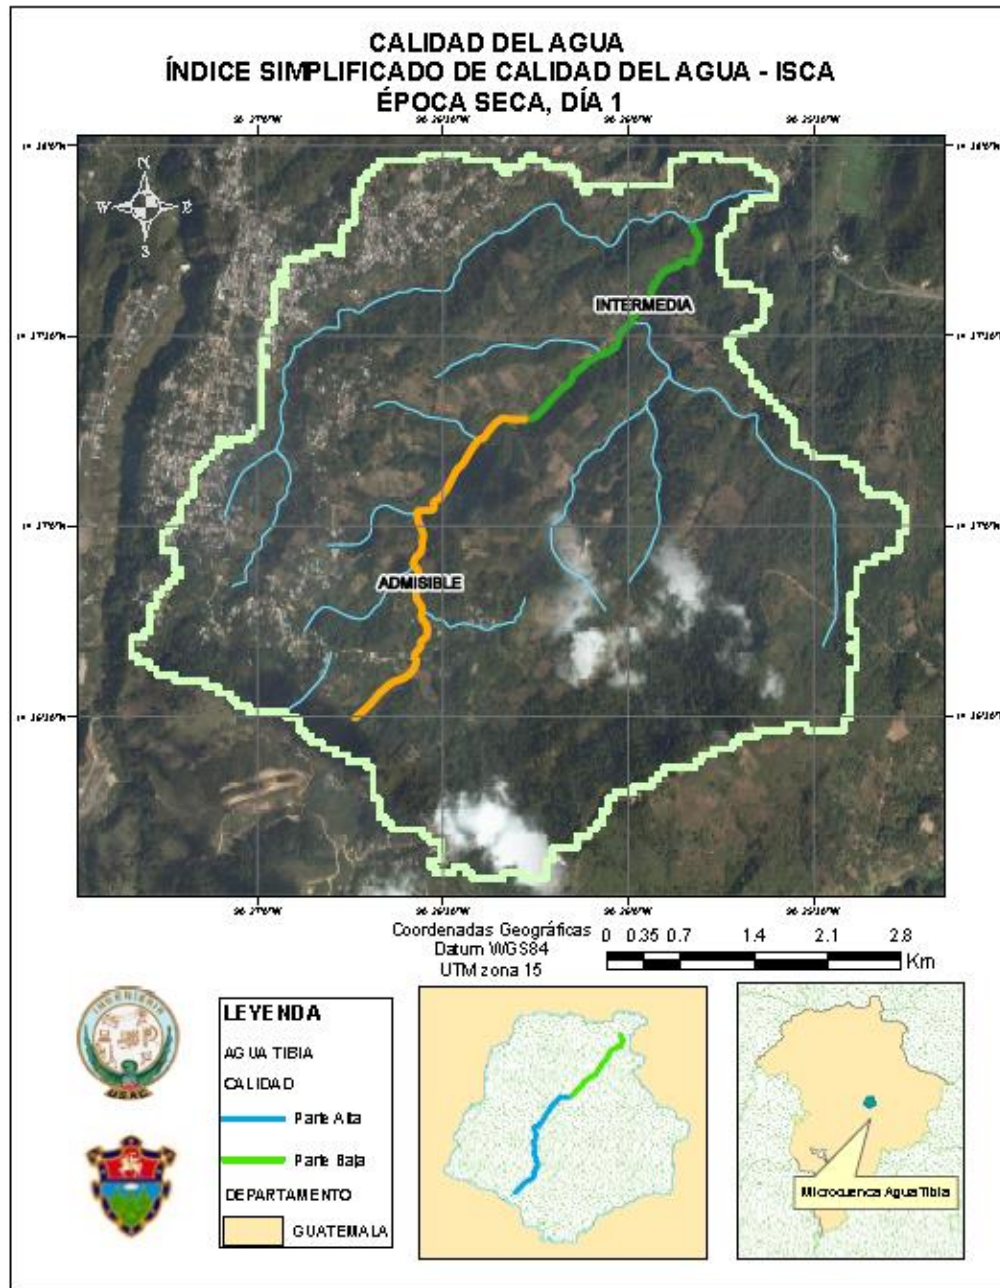 CALIDAD DEL AGUA
ÍNDICE SIMPLIFICADO DE CALIDAD DEL AGUA - ISCA
ÉPOCA SECA, DÍA 1
N
W E
S
INTERMEDIA
ADMISIBLE
Coordenadas Geográficas
Datum WGS84
UTM zona 15
0 0.35 0.7 1.4 2.1 2.8
Km
INGENIERIA
USAC
LEYENDA
AGUA TIBIA
CALIDAD
Parte Alta
Parte Baja
DEPARTAMENTO
GUATEMALA
Microcuenca Agua Tibia